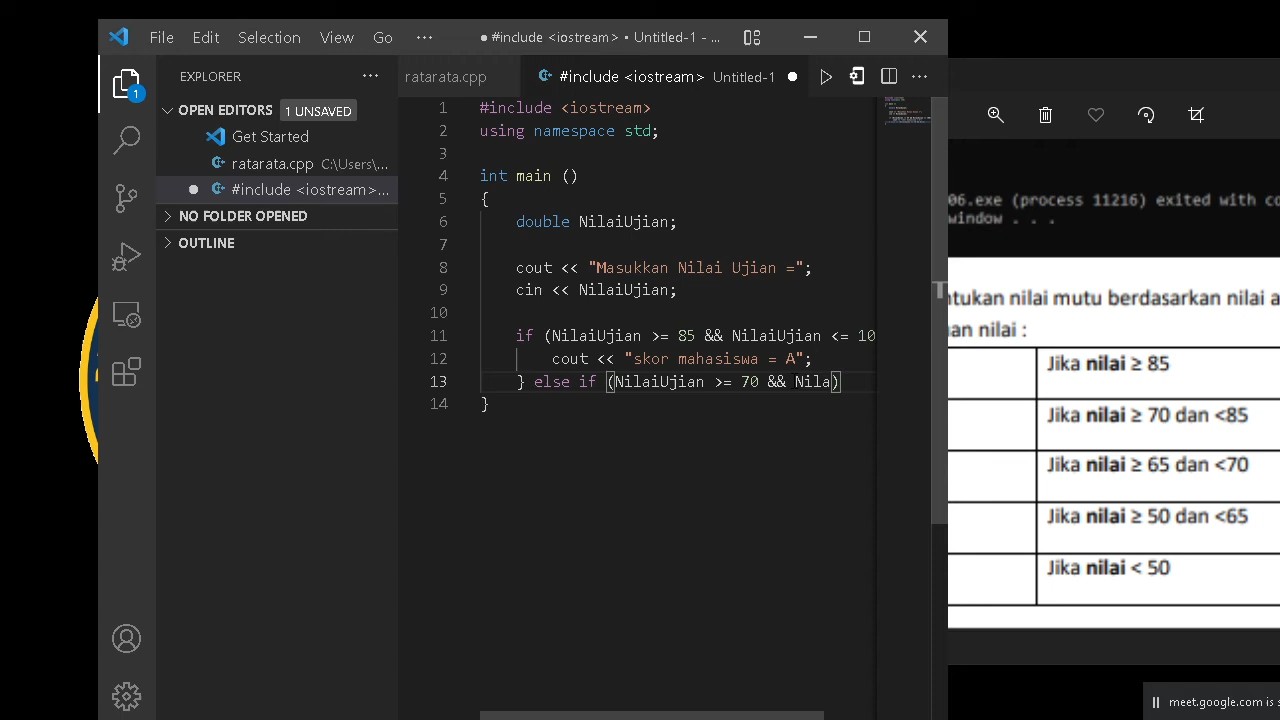 File Edit Selection View Go ··· ● #include <iostream> • Untitled-1 - ...
EXPLORER ···
OPEN EDITORS 1 UNSAVED
Get Started
ratarata.cpp C:\Users\...
● #include <iostream>...
NO FOLDER OPENED
OUTLINE
1
ratarata.cpp
#include <iostream> Untitled-1 ●
1 #include <iostream>
2 using namespace std;
3
4 int main ()
5 {
6 double NilaiUjian;
7
8 cout << "Masukkan Nilai Ujian =";
9 cin << NilaiUjian;
10
11 if (NilaiUjian >= 85 && NilaiUjian <= 10
12 cout << "skor mahasiswa = A";
13 } else if (NilaiUjian >= 70 && Nila)
14 }
06.exe (process 11216) exited with co
window . . .
tukan nilai mutu berdasarkan nilai a
an nilai :
Jika nilai ≥ 85
Jika nilai ≥ 70 dan <85
Jika nilai ≥ 65 dan <70
Jika nilai ≥ 50 dan <65
Jika nilai < 50
meet.google.com is